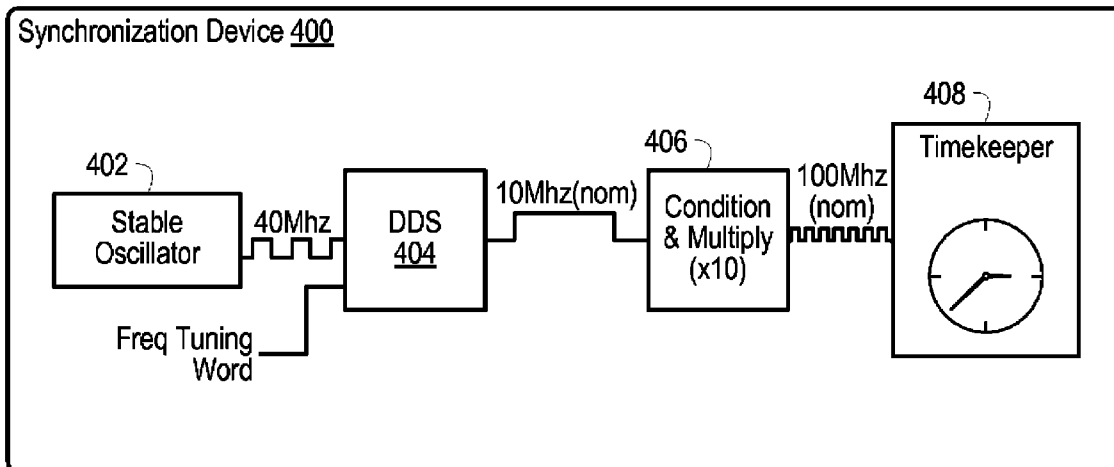 Synchronization Device 400
402
Stable
Oscillator
40Mhz
Freq Tuning
Word
DDS
404
10Mhz(nom)
406
Condition
& Multiply
(x10)
100Mhz
(nom)
408
Timekeeper